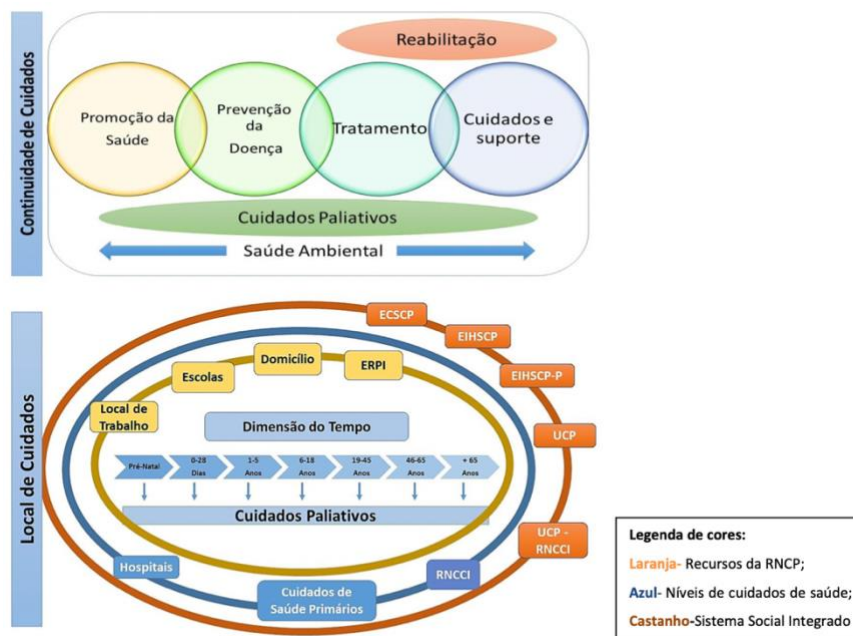 Continuidade de Cuidados
Reabilitação
Promoção da
Saúde
Prevenção
da
Doença
Tratamento
Cuidados e
suporte
Cuidados Paliativos
Saúde Ambiental
Local de Cuidados
ECSCP
EIHSCP
EIHSCP-P
UCP
UCP -
RNCCI
Domicílio
ERPI
Escolas
Local de
Trabalho
Dimensão do Tempo
Pré-Natal
0-28
Dias
1-5
Anos
6-18
Anos
19-45
Anos
46-65
Anos
+ 65
Anos
Cuidados Paliativos
Hospitais
Cuidados de
Saúde Primários
RNCCI
Legenda de cores:
Laranja- Recursos da RNCP;
Azul- Níveis de cuidados de saúde;
Castanho-Sistema Social Integrado